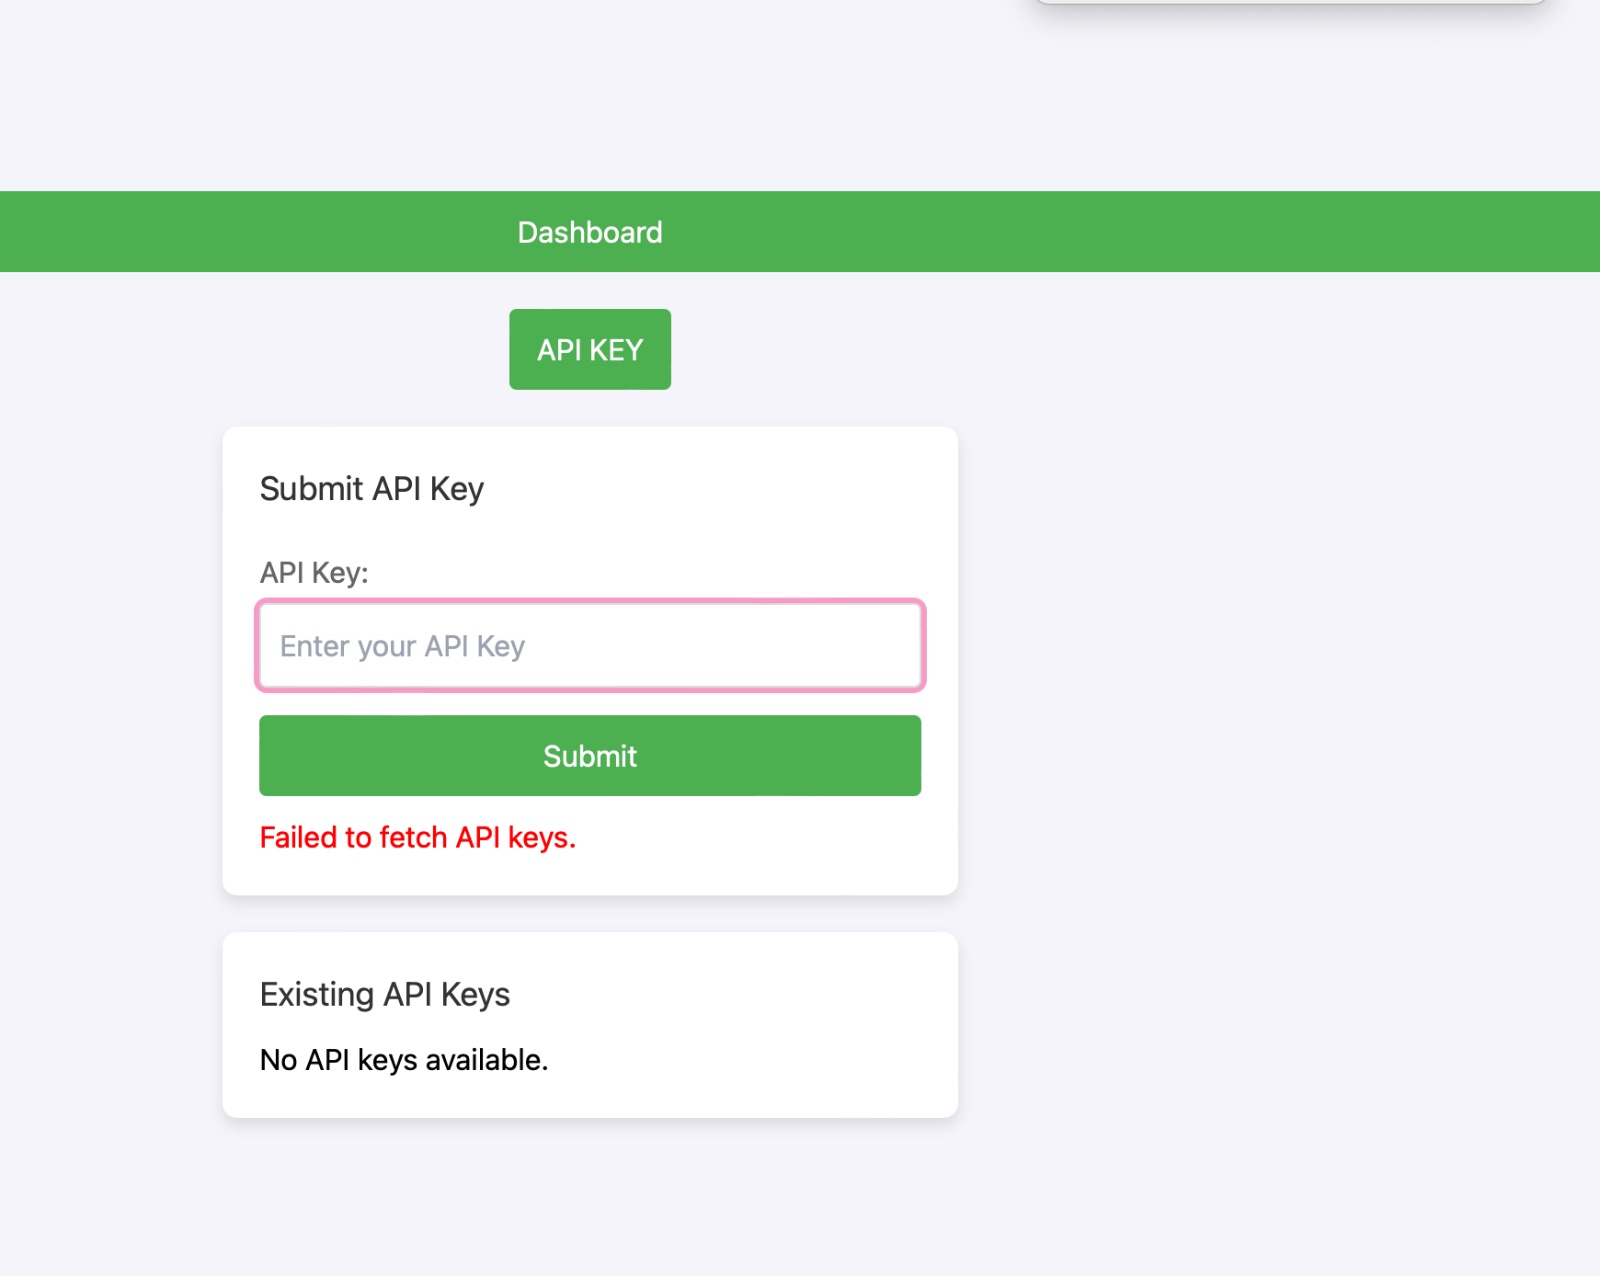 Dashboard
API KEY
Submit API Key
API Key:
Enter your API Key
Submit
Failed to fetch API keys.
Existing API Keys
No API keys available.